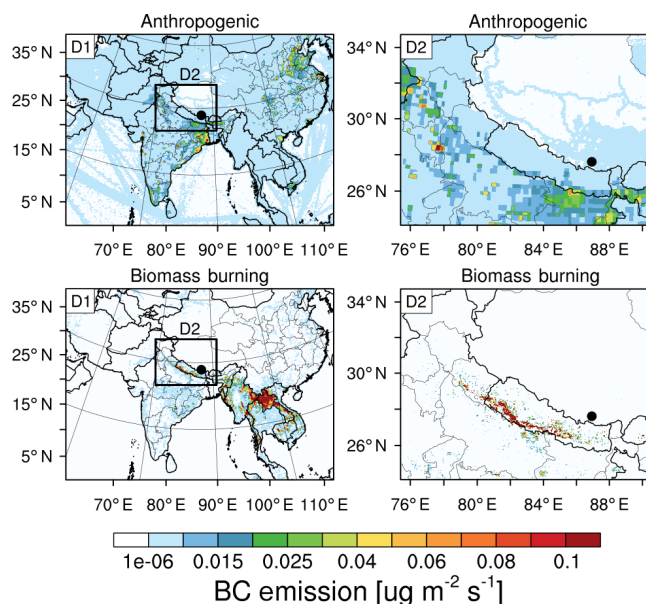 Anthropogenic
Anthropogenic
D1
D2
35° N
25° N
15° N
5° N
70° E 80° E 90° E 100° E 110° E
D2
34° N
30° N
26° N
76° E 80° E 84° E 88° E
Biomass burning
Biomass burning
D1
D2
35° N
25° N
15° N
5° N
70° E 80° E 90° E 100° E 110° E
D2
34° N
30° N
26° N
76° E 80° E 84° E 88° E
1e-06 0.015 0.025 0.04 0.06 0.08 0.1
BC emission [ug m⁻² s⁻¹]